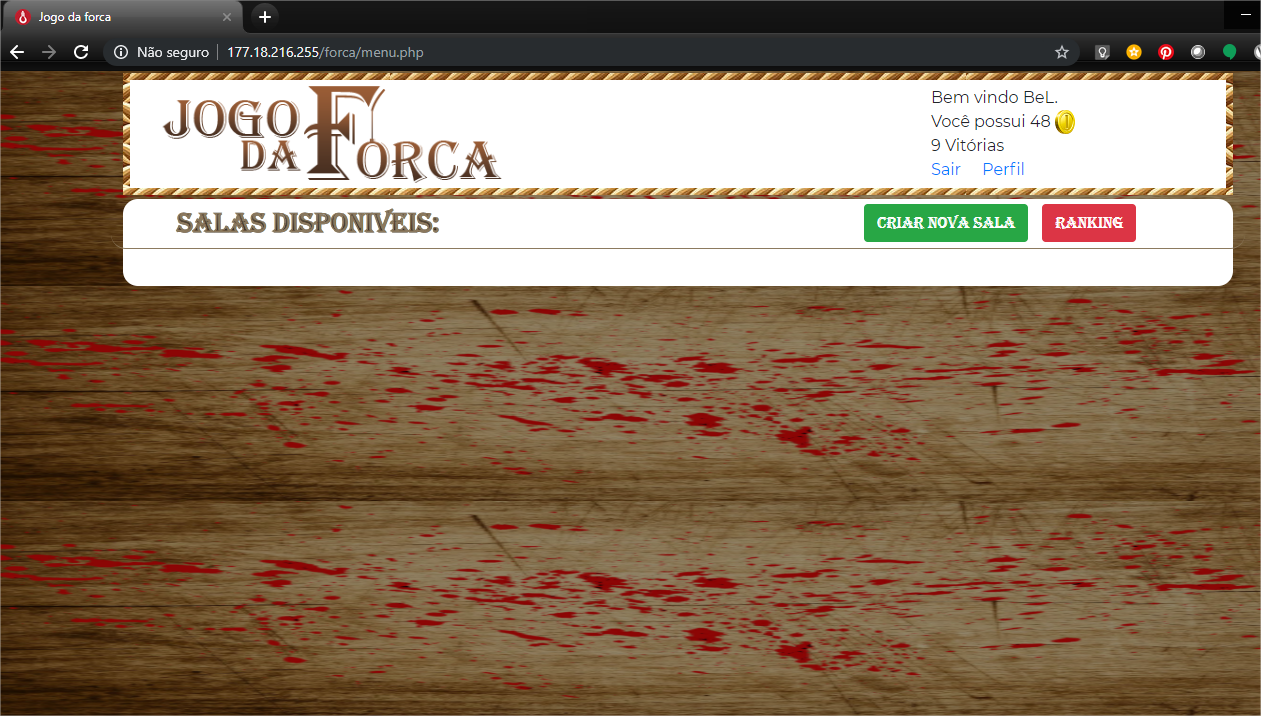 Jogo da forca
Não seguro
177.18.216.255/forca/menu.php
JOGO
DA FORCA
Bem vindo BeL.
Você possui 48
9 Vitórias
Sair Perfil
SALAS DISPONIVEIS:
CRIAR NOVA SALA
RANKING